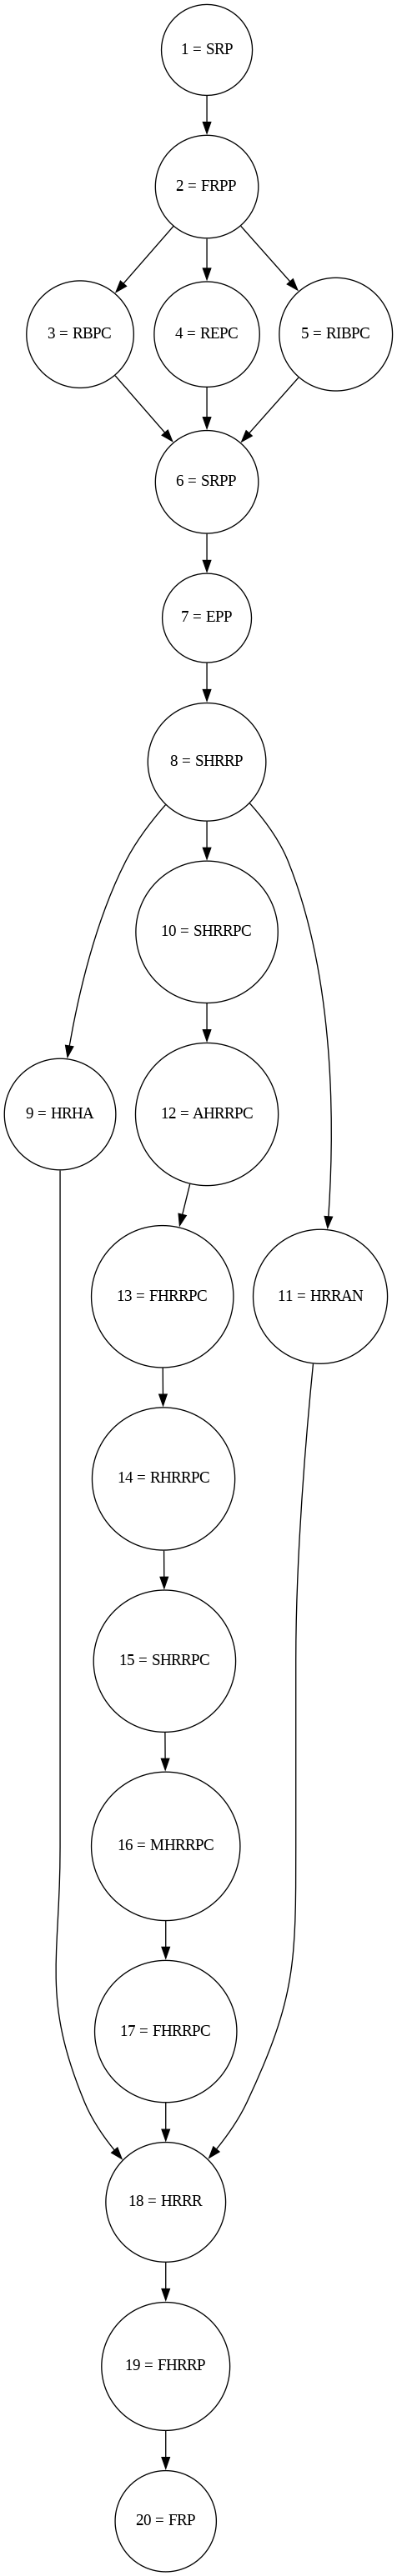 1 = SRP
2 = FRPP
3 = RBPC
4 = REPC
5 = RIBPC
6 = SRPP
7 = EPP
8 = SHRRP
10 = SHRRPC
9 = HRHA
12 = AHRRPC
13 = FHRRPC
11 = HRRAN
14 = RHRRPC
15 = SHRRPC
16 = MHRRPC
17 = FHRRPC
18 = HRRR
19 = FHRRP
20 = FRP